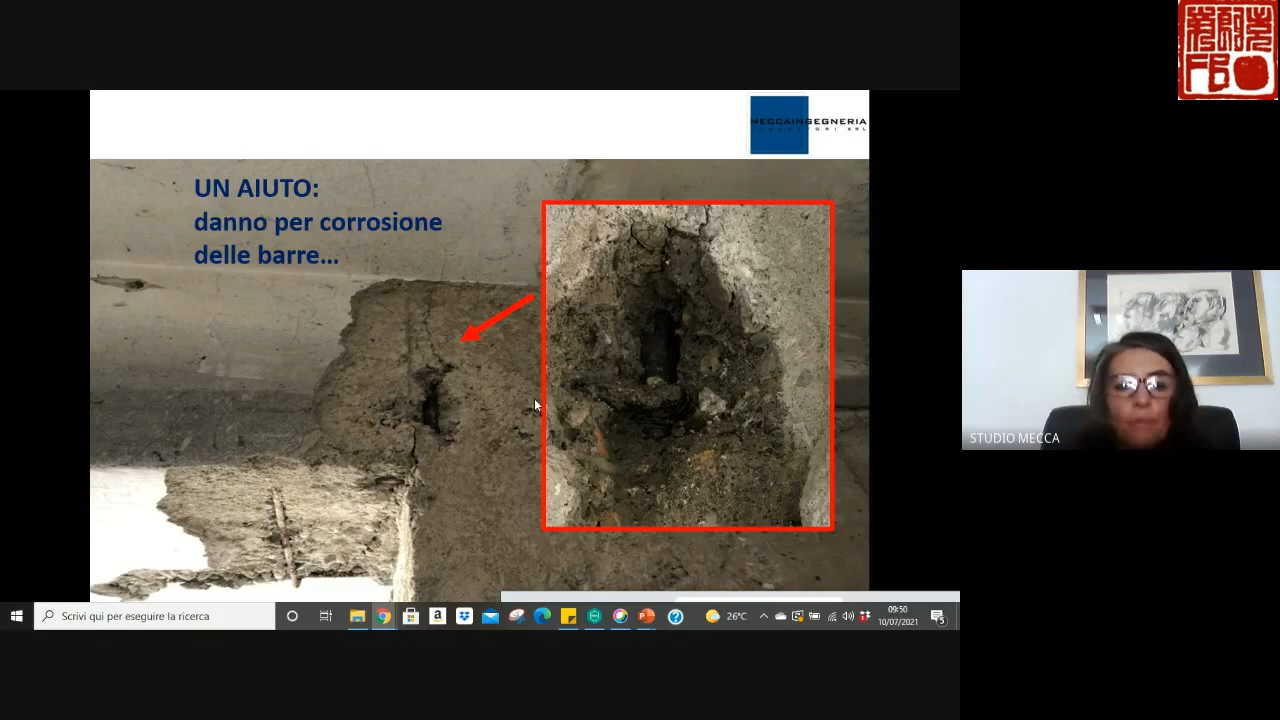 MECCAINGEGNERIA
UN AIUTO:
danno per corrosione
delle barre...
STUDIO MECCA
Scrivi qui per eseguire la ricerca
a
26°C
09:50
10/07/2021
5